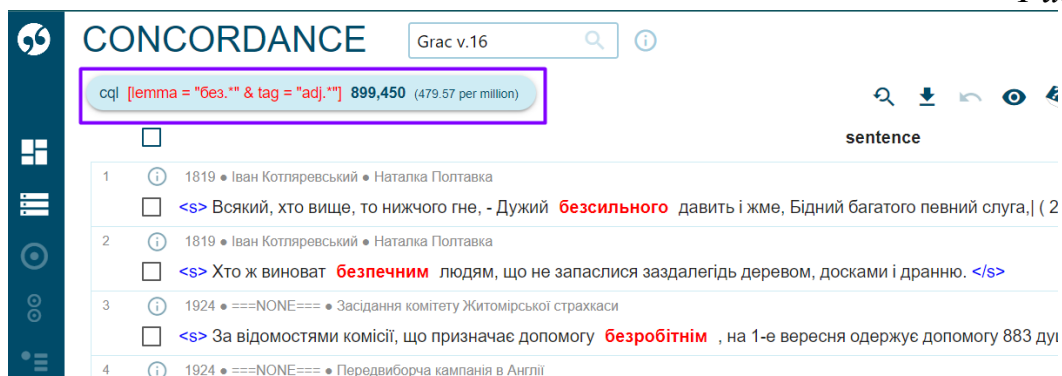 CONCORDANCE Grac v.16
cql [lemma = "без.*" & tag = "adj.*"] 899,450 (479.57 per million)
sentence
1 1819 ● Іван Котляревський ● Наталка Полтавка
<s> Всякий, хто вище, то нижчого гне, - Дужий безсильного давить і жме, Бідний багатого певний слуга,| ( 2
2 1819 ● Іван Котляревський ● Наталка Полтавка
<s> Хто ж виноват безпечним людям, що не запаслися заздалегідь деревом, досками і дранню. </s>
3 1924 ● ===NONE=== ● Засідання комітету Житомірської страхкаси
<s> За відомостями комісії, що призначає допомогу безробітнім , на 1-е вересня одержує допомогу 883 ду
4 1924 ● ===NONE=== ● Передвиборча кампанія в Англії